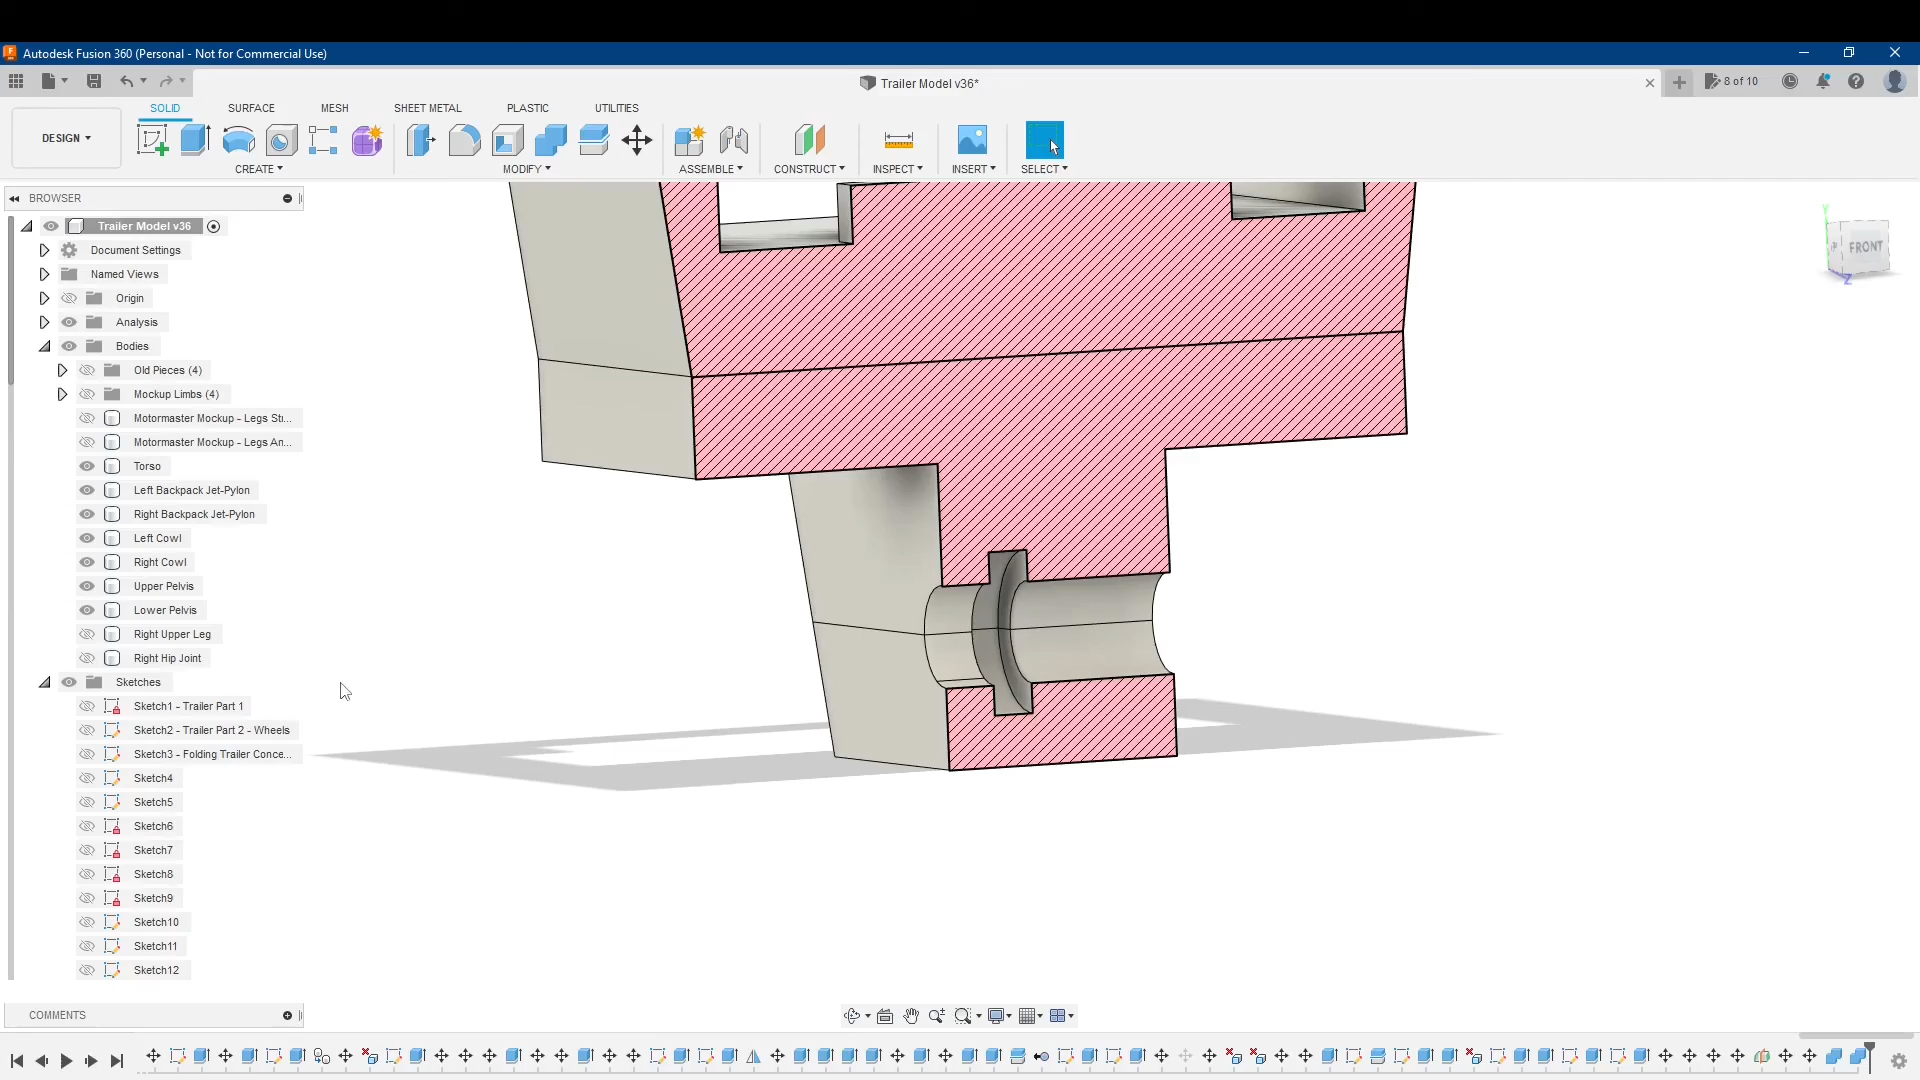 Autodesk Fusion 360 (Personal - Not for Commercial Use)
Trailer Model v36*
8 of 10
SOLID
SURFACE
MESH
SHEET METAL
PLASTIC
UTILITIES
DESIGN
CREATE
MODIFY
ASSEMBLE
CONSTRUCT
INSPECT
INSERT
SELECT
BROWSER
Trailer Model v36
Document Settings
Named Views
Origin
Analysis
Bodies
Old Pieces (4)
Mockup Limbs (4)
Motormaster Mockup - Legs Str...
Motormaster Mockup - Legs An...
Torso
Left Backpack Jet-Pylon
Right Backpack Jet-Pylon
Left Cowl
Right Cowl
Upper Pelvis
Lower Pelvis
Right Upper Leg
Right Hip Joint
Sketches
Sketch1 - Trailer Part 1
Sketch2 - Trailer Part 2 - Wheels
Sketch3 - Folding Trailer Conce...
Sketch4
Sketch5
Sketch6
Sketch7
Sketch8
Sketch9
Sketch10
Sketch11
Sketch12
Y
FRONT
Z
COMMENTS